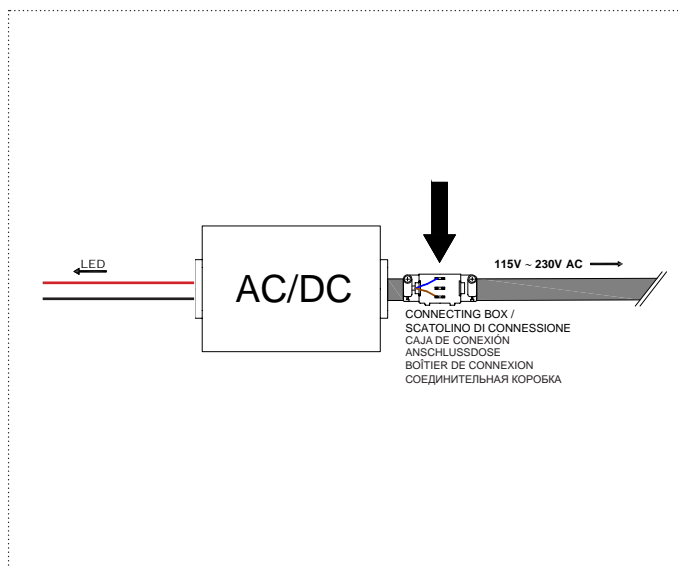 LED
AC/DC
115V ~ 230V AC
CONNECTING BOX /
SCATOLINO DI CONNESSIONE
CAJA DE CONEXIÓN
ANSCHLUSSDOSE
BOÎTIER DE CONNEXION
СОЕДИНИТЕЛЬНАЯ КОРОБКА